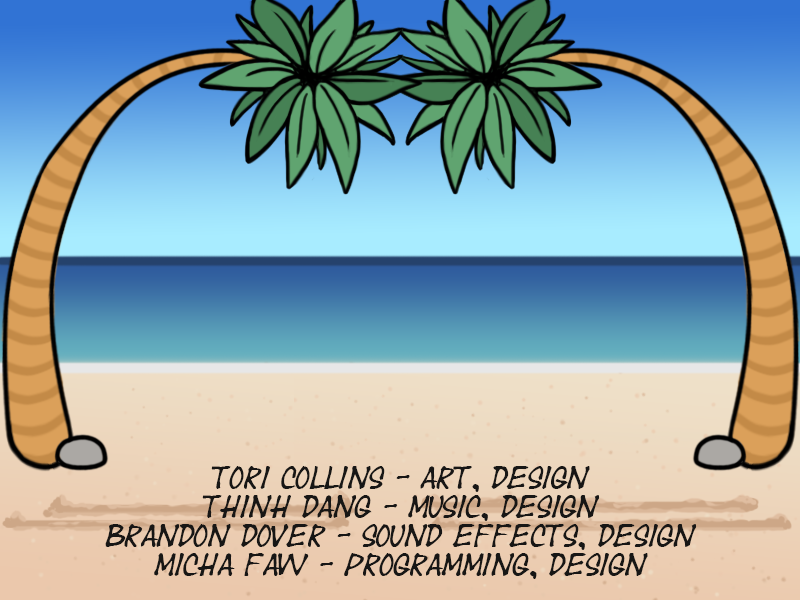 TORI COLLINS - ART, DESIGN
THINH DANG - MUSIC, DESIGN
BRANDON DOVER - SOUND EFFECTS, DESIGN
MICHA FAW - PROGRAMMING, DESIGN